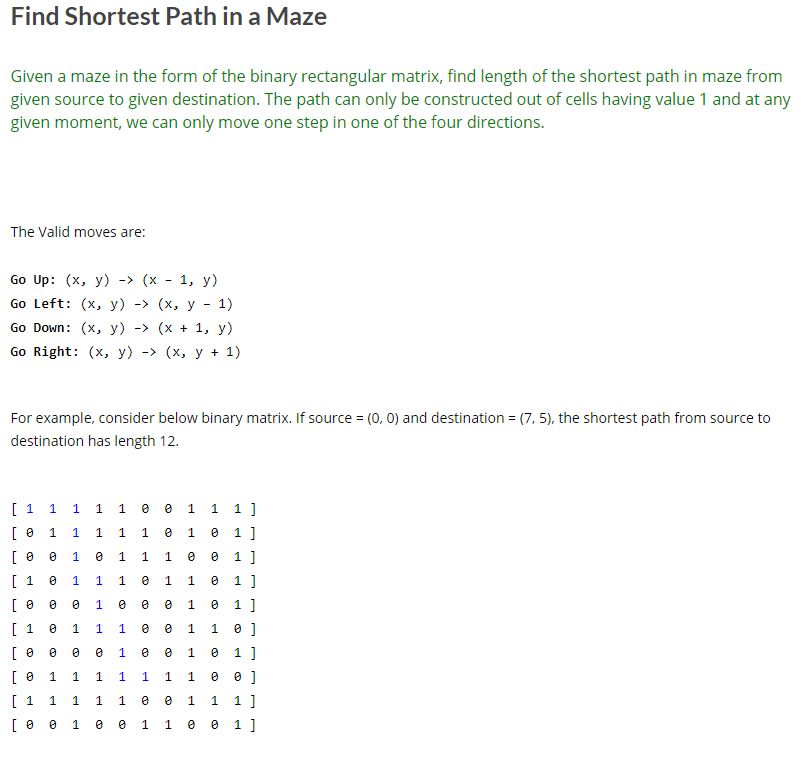 Find Shortest Path in a Maze
Given a maze in the form of the binary rectangular matrix, find length of the shortest path in maze from
given source to given destination. The path can only be constructed out of cells having value 1 and at any
given moment, we can only move one step in one of the four directions.
The Valid moves are:
Go Up: (x, y) -> (x - 1, y)
Go Left: (x, y) -> (x, y - 1)
Go Down: (x, y) -> (x + 1, y)
Go Right: (x, y) -> (x, y + 1)
For example, consider below binary matrix. If source = (0, 0) and destination = (7, 5), the shortest path from source to
destination has length 12.
[ 1 1 1 1 1 0 0 1 1 1 ]
[ 0 1 1 1 1 1 0 1 0 1 ]
[ 0 0 1 0 1 1 1 0 0 1 ]
[ 1 0 1 1 1 0 1 1 0 1 ]
[ 0 0 0 1 0 0 0 1 0 1 ]
[ 1 0 1 1 1 0 0 1 1 0 ]
[ 0 0 0 0 1 0 0 1 0 1 ]
[ 0 1 1 1 1 1 1 1 0 0 ]
[ 1 1 1 1 1 0 0 1 1 1 ]
[ 0 0 1 0 0 1 1 0 0 1 ]